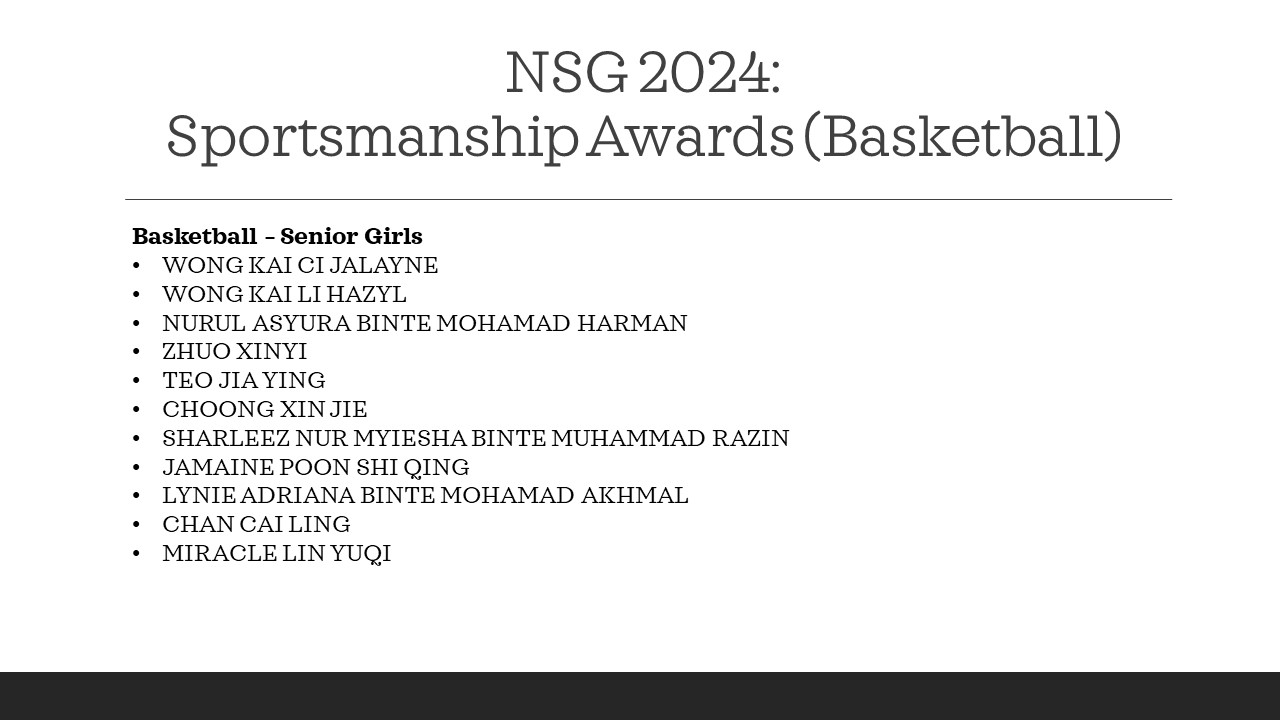 NSG 2024:
Sportsmanship Awards (Basketball)
Basketball – Senior Girls
• WONG KAI CI JALAYNE
• WONG KAI LI HAZYL
• NURUL ASYURA BINTE MOHAMAD HARMAN
• ZHUO XINYI
• TEO JIA YING
• CHOONG XIN JIE
• SHARLEEZ NUR MYIESHA BINTE MUHAMMAD RAZIN
• JAMAINE POON SHI QING
• LYNIE ADRIANA BINTE MOHAMAD AKHMAL
• CHAN CAI LING
• MIRACLE LIN YUQI